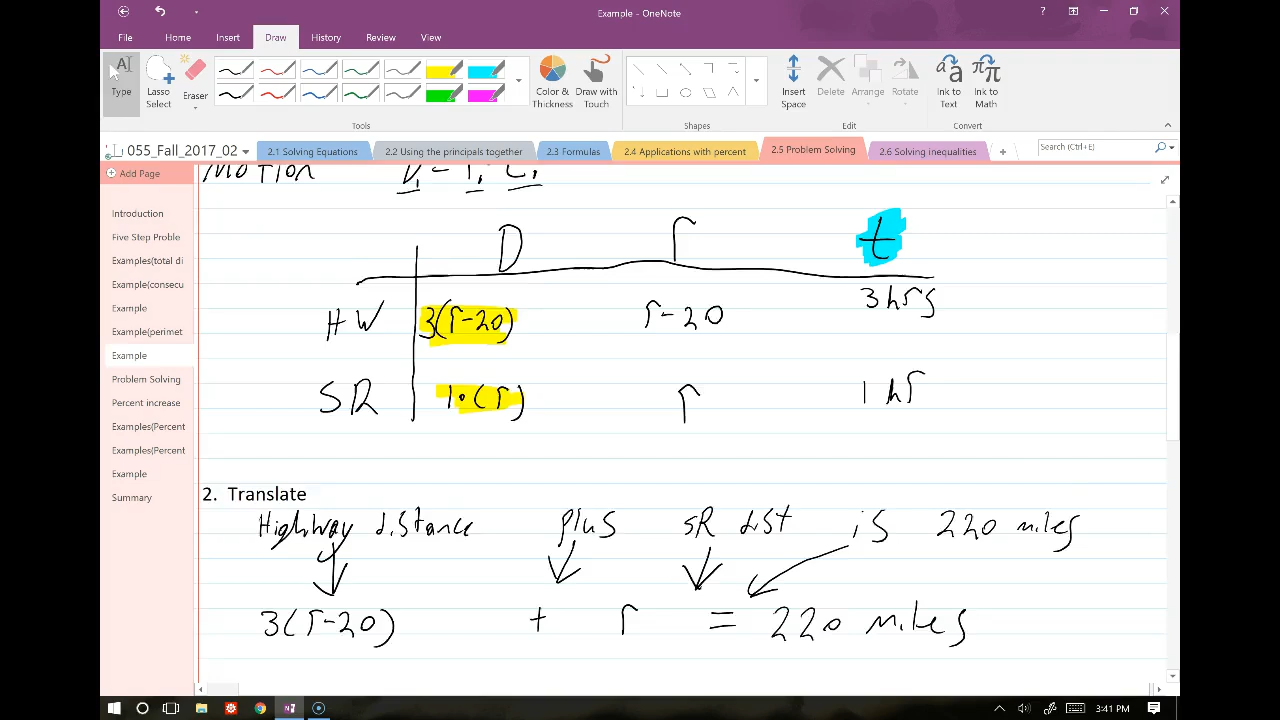 Example - OneNote
File Home Insert Draw History Review View
Type Lasso Select Eraser Color & Thickness Draw with Touch Insert Space Delete Arrange Rotate Ink to Text Ink to Math
Tools Shapes Edit Convert
055_Fall_2017_02 2.1 Solving Equations 2.2 Using the principals together 2.3 Formulas 2.4 Applications with percent 2.5 Problem Solving 2.6 Solving inequalities Search (Ctrl+E)
Add Page
Introduction
Five Step Proble
Examples(total di
Example(consecu
Example
Example(perimet
Example
Problem Solving
Percent increase
Examples(Percent
Examples(Percent
Example
Summary
Motion
D r t
HW 3(r-20) r-20 3 hrs
SR 1·(r) r 1 hr
2. Translate
Highway distance plus SR dist is 220 miles
3(r-20) + r = 220 miles
3:41 PM